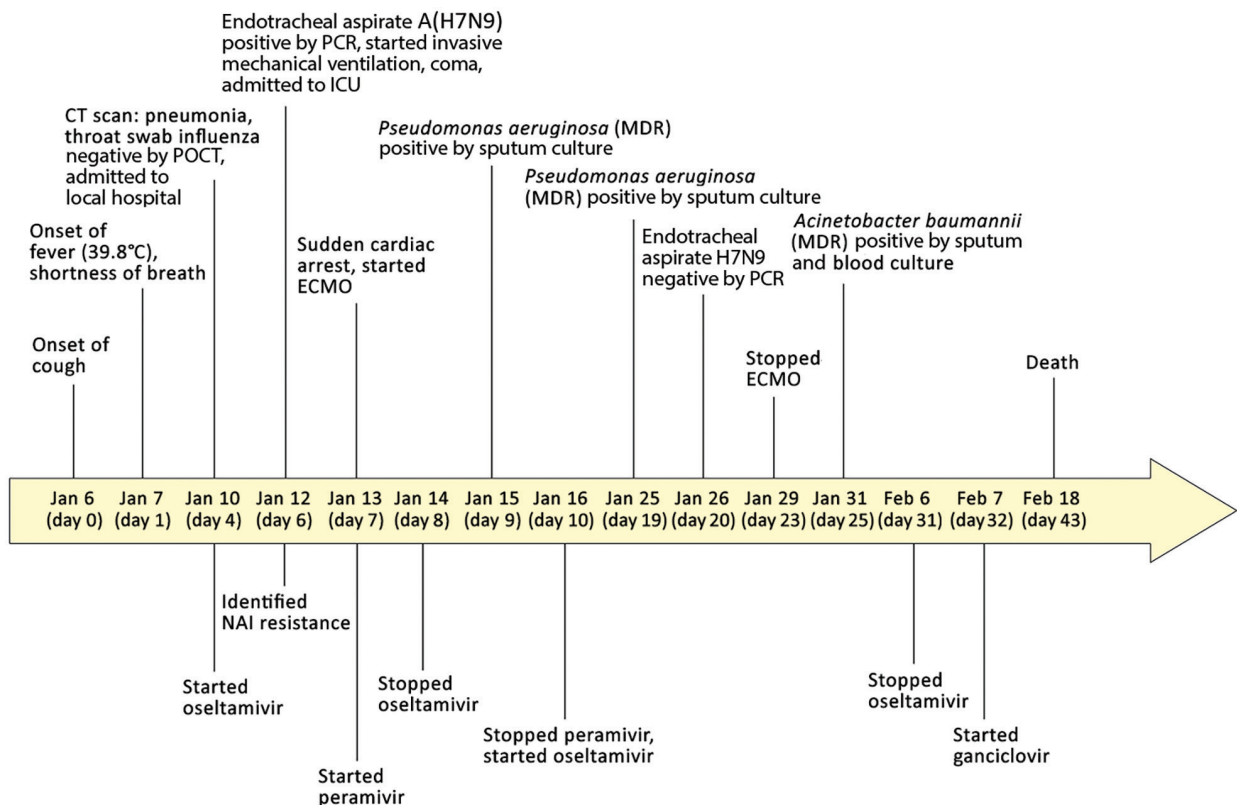 Endotracheal aspirate A(H7N9)
positive by PCR, started invasive
mechanical ventilation, coma,
admitted to ICU
CT scan: pneumonia,
throat swab influenza
negative by POCT,
admitted to
local hospital
Pseudomonas aeruginosa (MDR)
positive by sputum culture
Pseudomonas aeruginosa
(MDR) positive by sputum culture
Onset of
fever (39.8°C),
shortness of breath
Sudden cardiac
arrest, started
ECMO
Endotracheal
aspirate H7N9
negative by PCR
Acinetobacter baumannii
(MDR) positive by sputum
and blood culture
Onset of
cough
Stopped
ECMO
Death
Jan 6 Jan 7 Jan 10 Jan 12 Jan 13 Jan 14 Jan 15 Jan 16 Jan 25 Jan 26 Jan 29 Jan 31 Feb 6 Feb 7 Feb 18
(day 0) (day 1) (day 4) (day 6) (day 7) (day 8) (day 9) (day 10) (day 19) (day 20) (day 23) (day 25) (day 31) (day 32) (day 43)
Identified
NAI resistance
Started
oseltamivir
Stopped
oseltamivir
Stopped
oseltamivir
Stopped peramivir,
started oseltamivir
Started
ganciclovir
Started
peramivir